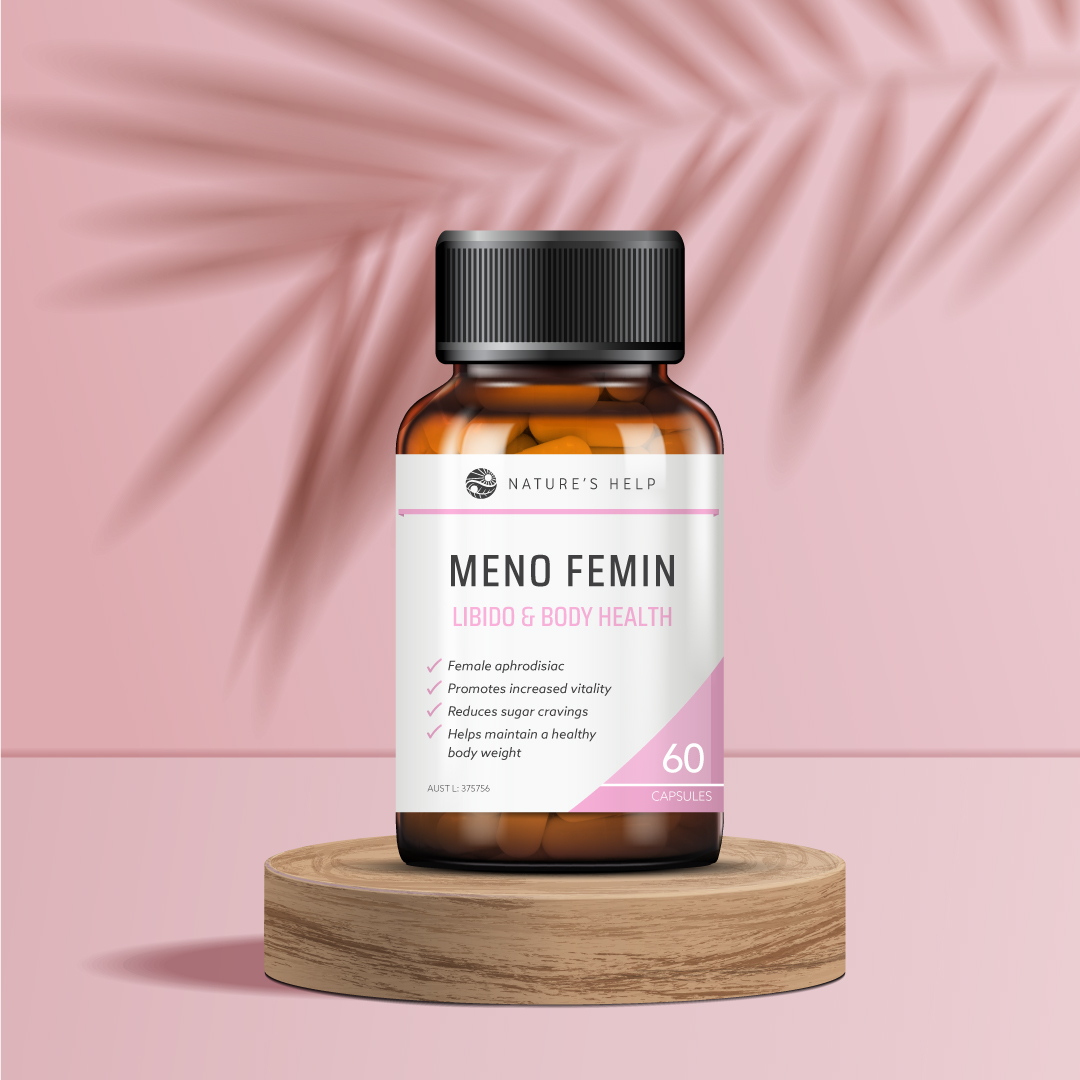 NATURE'S HELP
MENO FEMIN
LIBIDO & BODY HEALTH
Female aphrodisiac
Promotes increased vitality
Reduces sugar cravings
Helps maintain a healthy
body weight
60
AUST L: 375756
CAPSULES